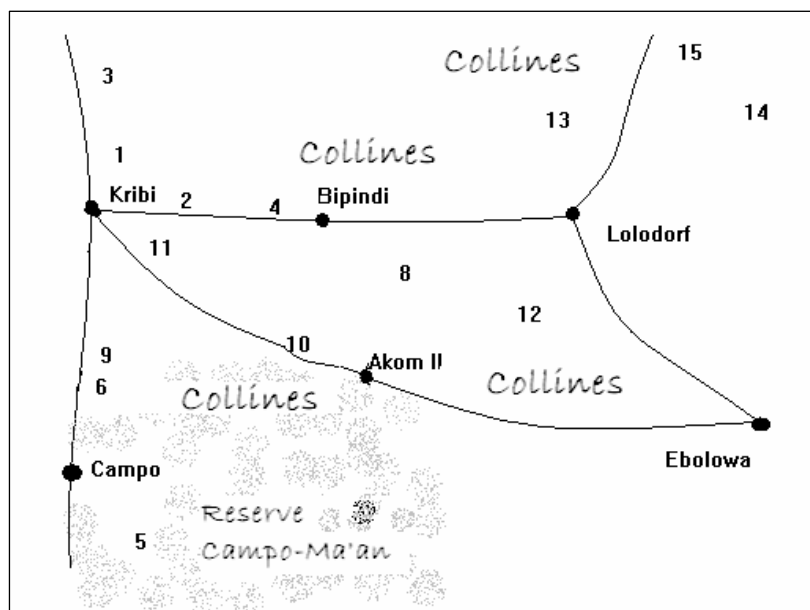 Collines
15
3
14
13
1
Collines
Kribi
2
4
Bipindi
Lolodorf
11
8
12
10
9
Akom II
6
Collines
Collines
Campo
Ebolowa
Reserve
5
Campo-Ma'an